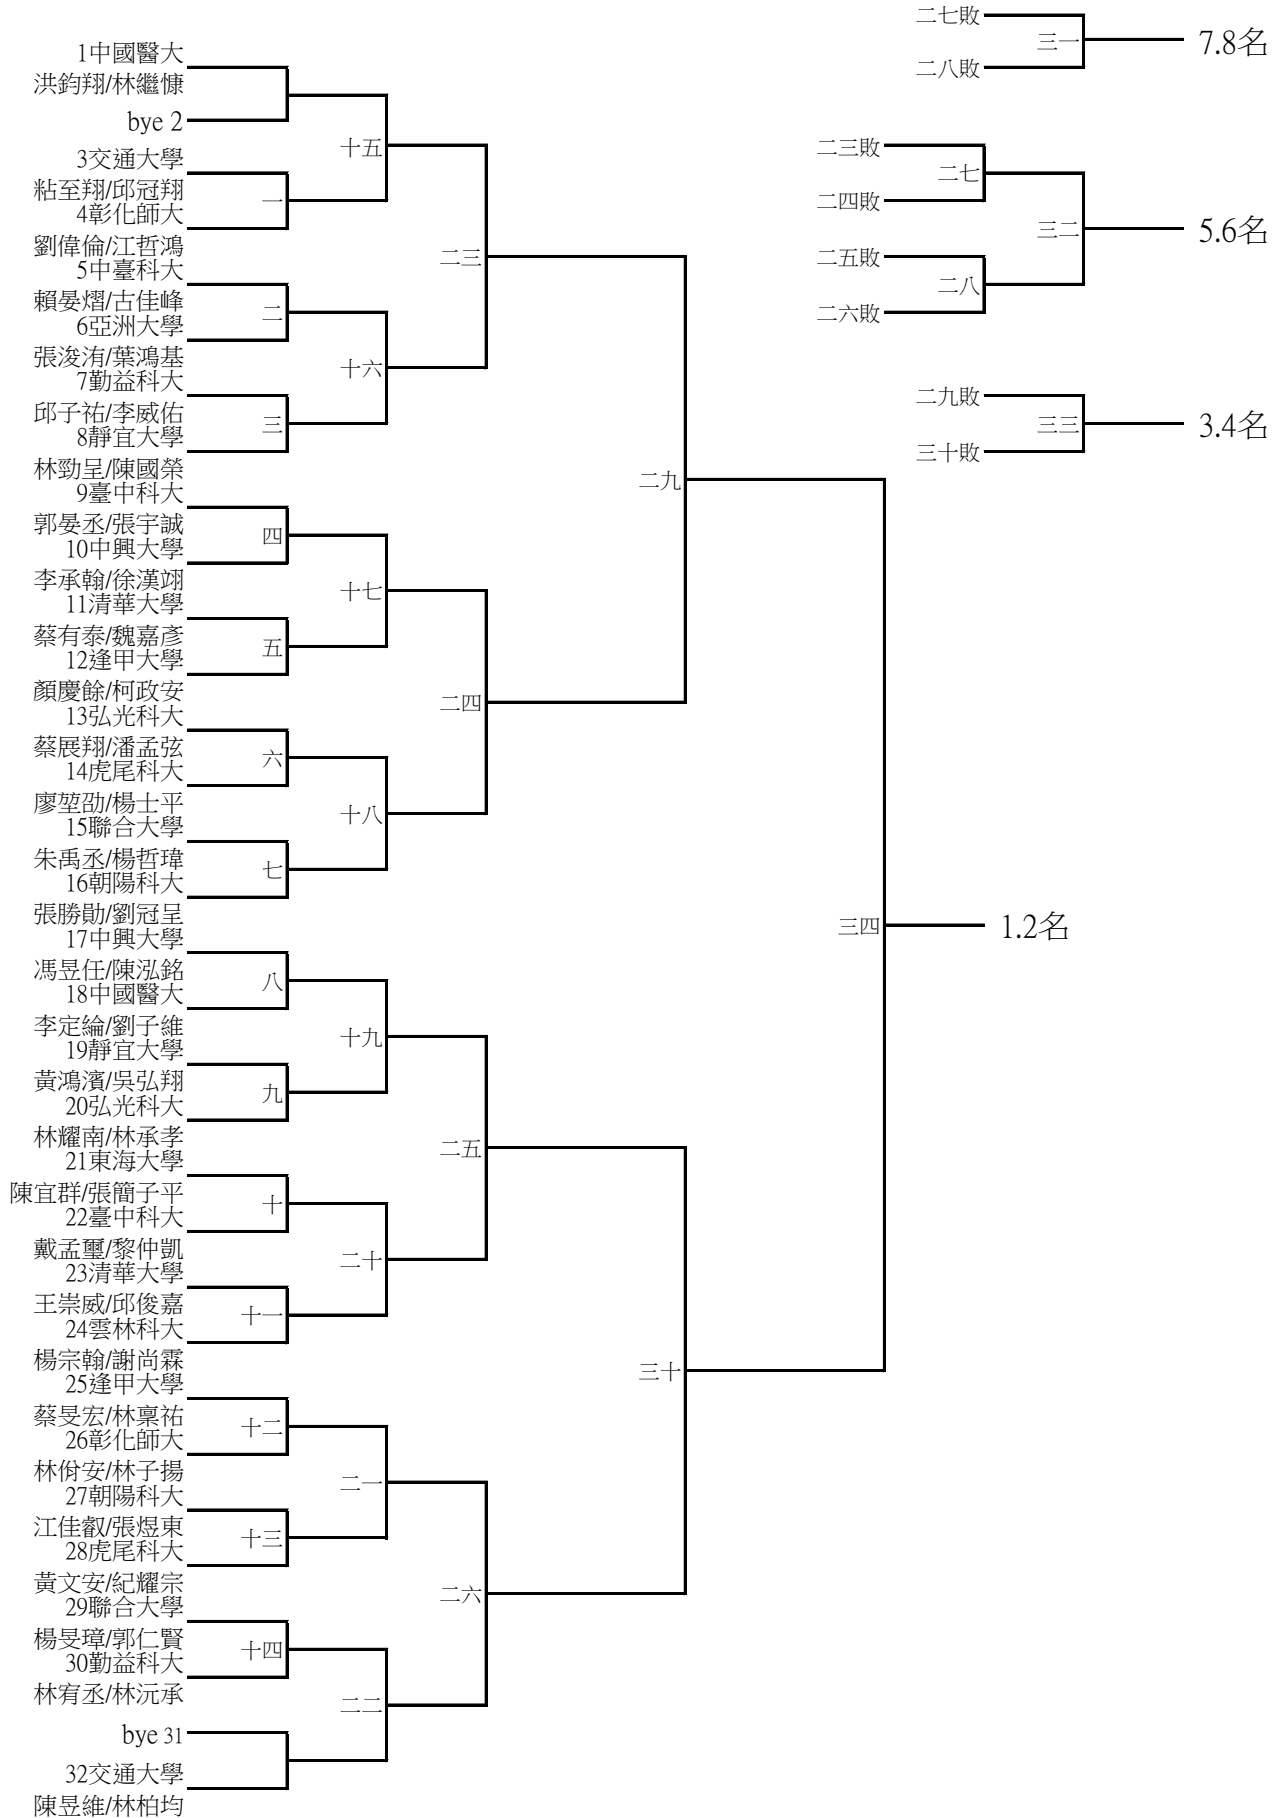 1中國醫大
洪鈞翔/林繼慷
bye 2
3交通大學
粘至翔/邱冠翔
4彰化師大
劉偉倫/江哲鴻
5中臺科大
賴晏熠/古佳峰
6亞洲大學
張浚洧/葉鴻基
7勤益科大
邱子祐/李威佑
8靜宜大學
林勁呈/陳國榮
9臺中科大
郭晏丞/張宇誠
10中興大學
李承翰/徐漢翊
11清華大學
蔡有泰/魏嘉彥
12逢甲大學
顏慶餘/柯政安
13弘光科大
蔡展翔/潘孟弦
14虎尾科大
廖堃劭/楊士平
15聯合大學
朱禹丞/楊哲瑋
16朝陽科大
張勝勛/劉冠呈
17中興大學
馮昱任/陳泓銘
18中國醫大
李定綸/劉子維
19靜宜大學
黃鴻濱/吳弘翔
20弘光科大
林耀南/林承孝
21東海大學
陳宜群/張簡子平
22臺中科大
戴孟璽/黎仲凱
23清華大學
王崇威/邱俊嘉
24雲林科大
楊宗翰/謝尚霖
25逢甲大學
蔡旻宏/林稟祐
26彰化師大
林佾安/林子揚
27朝陽科大
江佳叡/張煜東
28虎尾科大
黃文安/紀耀宗
29聯合大學
楊旻璋/郭仁賢
30勤益科大
林宥丞/林沅承
bye 31
32交通大學
陳昱維/林柏均
一
二
三
四
五
六
七
八
九
十
十一
十二
十三
十四
十五
十六
十七
十八
十九
二十
二一
二二
二三
二四
二五
二六
二九
三十
三四
1.2名
二七敗
二八敗
三一
7.8名
二三敗
二四敗
二七
二五敗
二六敗
二八
三二
5.6名
二九敗
三十敗
三三
3.4名